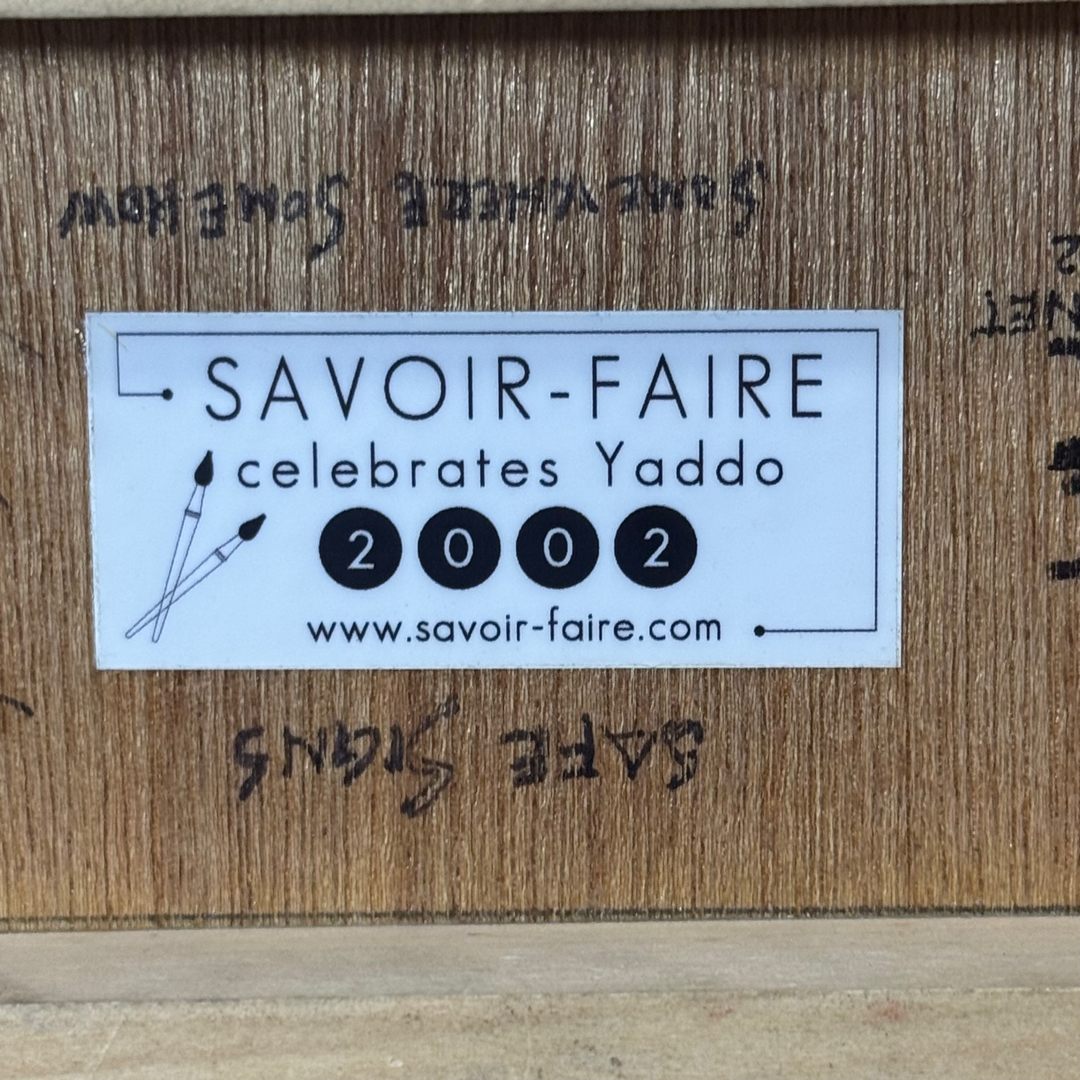 SOMEWHERE SOMEHOW
SAVOIR-FAIRE
celebrates Yaddo
2002
www.savoir-faire.com
SAFE SIGNS